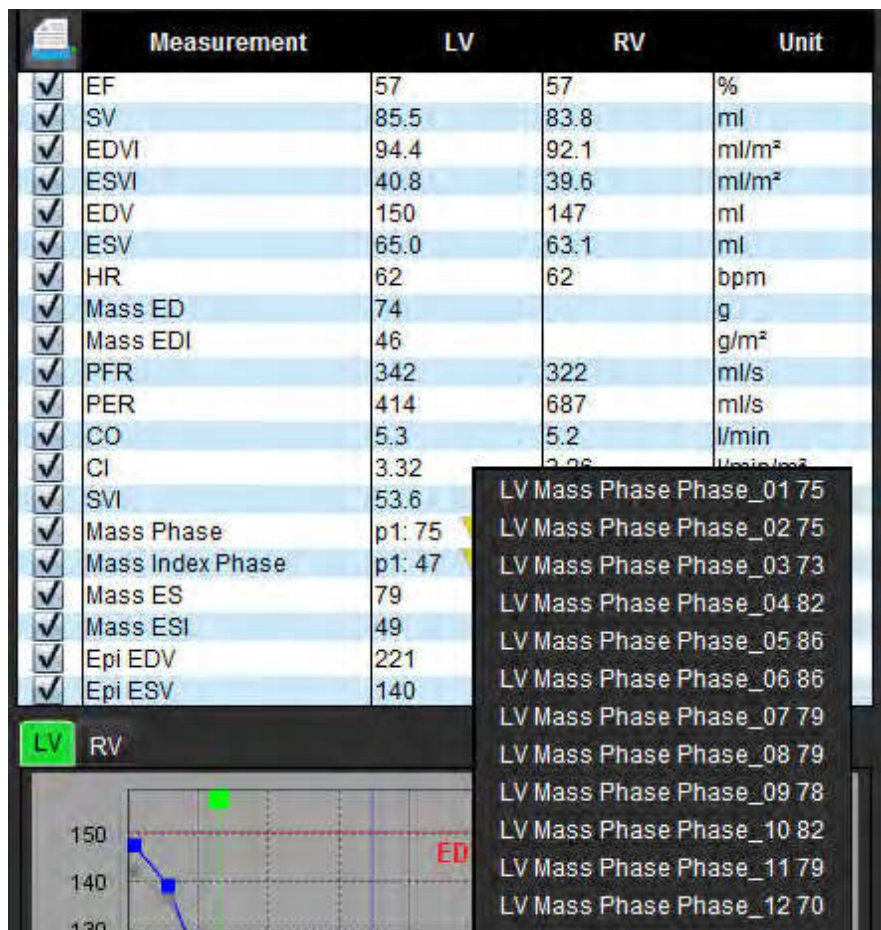 Measurement LV RV Unit
EF 57 57 %
SV 85.5 83.8 ml
EDVI 94.4 92.1 ml/m²
ESVI 40.8 39.6 ml/m²
EDV 150 147 ml
ESV 65.0 63.1 ml
HR 62 62 bpm
Mass ED 74 g
Mass EDI 46 g/m²
PFR 342 322 ml/s
PER 414 687 ml/s
CO 5.3 5.2 l/min
CI 3.32
SVI 53.6
Mass Phase p1: 75
Mass Index Phase p1: 47
Mass ES 79
Mass ESI 49
Epi EDV 221
Epi ESV 140
LV Mass Phase Phase_01 75
LV Mass Phase Phase_02 75
LV Mass Phase Phase_03 73
LV Mass Phase Phase_04 82
LV Mass Phase Phase_05 86
LV Mass Phase Phase_06 86
LV Mass Phase Phase_07 79
LV Mass Phase Phase_08 79
LV Mass Phase Phase_09 78
LV Mass Phase Phase_10 82
LV Mass Phase Phase_11 79
LV Mass Phase Phase_12 70
LV RV
150
ED
140
130